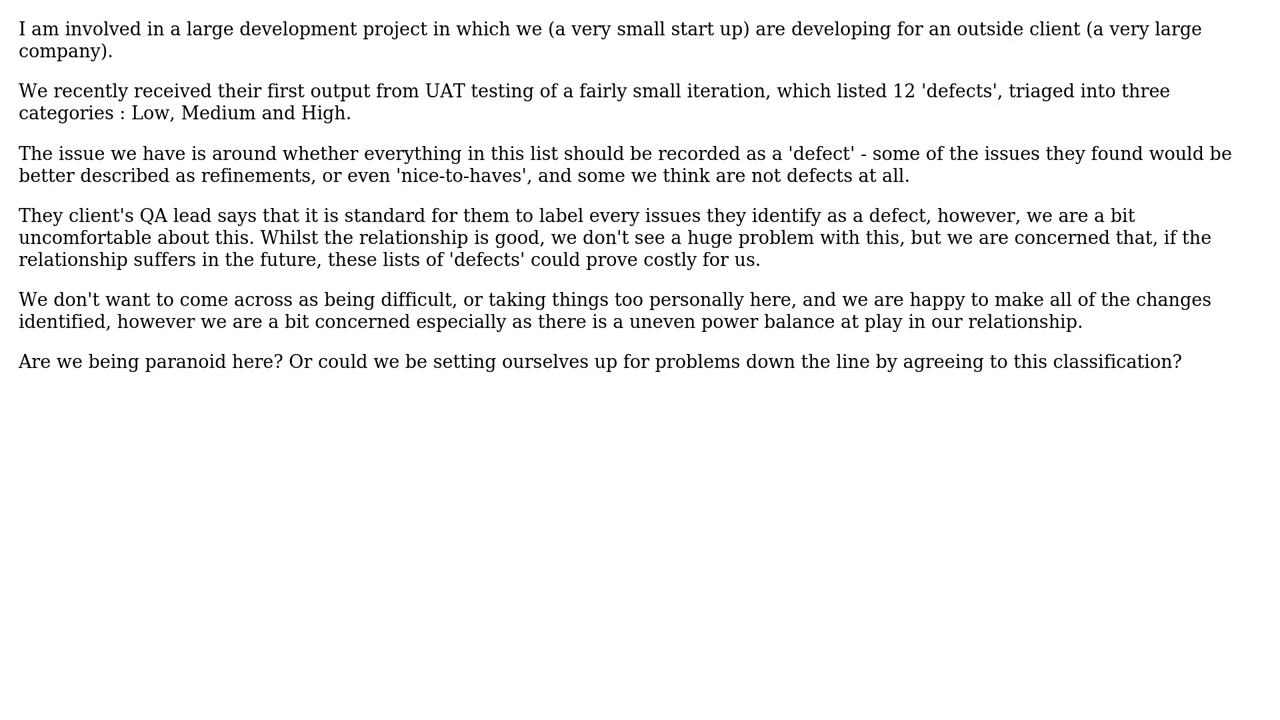 I am involved in a large development project in which we (a very small start up) are developing for an outside client (a very large
company).
We recently received their first output from UAT testing of a fairly small iteration, which listed 12 'defects', triaged into three
categories : Low, Medium and High.
The issue we have is around whether everything in this list should be recorded as a 'defect' - some of the issues they found would be
better described as refinements, or even 'nice-to-haves', and some we think are not defects at all.
They client's QA lead says that it is standard for them to label every issues they identify as a defect, however, we are a bit
uncomfortable about this. Whilst the relationship is good, we don't see a huge problem with this, but we are concerned that, if the
relationship suffers in the future, these lists of 'defects' could prove costly for us.
We don't want to come across as being difficult, or taking things too personally here, and we are happy to make all of the changes
identified, however we are a bit concerned especially as there is a uneven power balance at play in our relationship.
Are we being paranoid here? Or could we be setting ourselves up for problems down the line by agreeing to this classification?